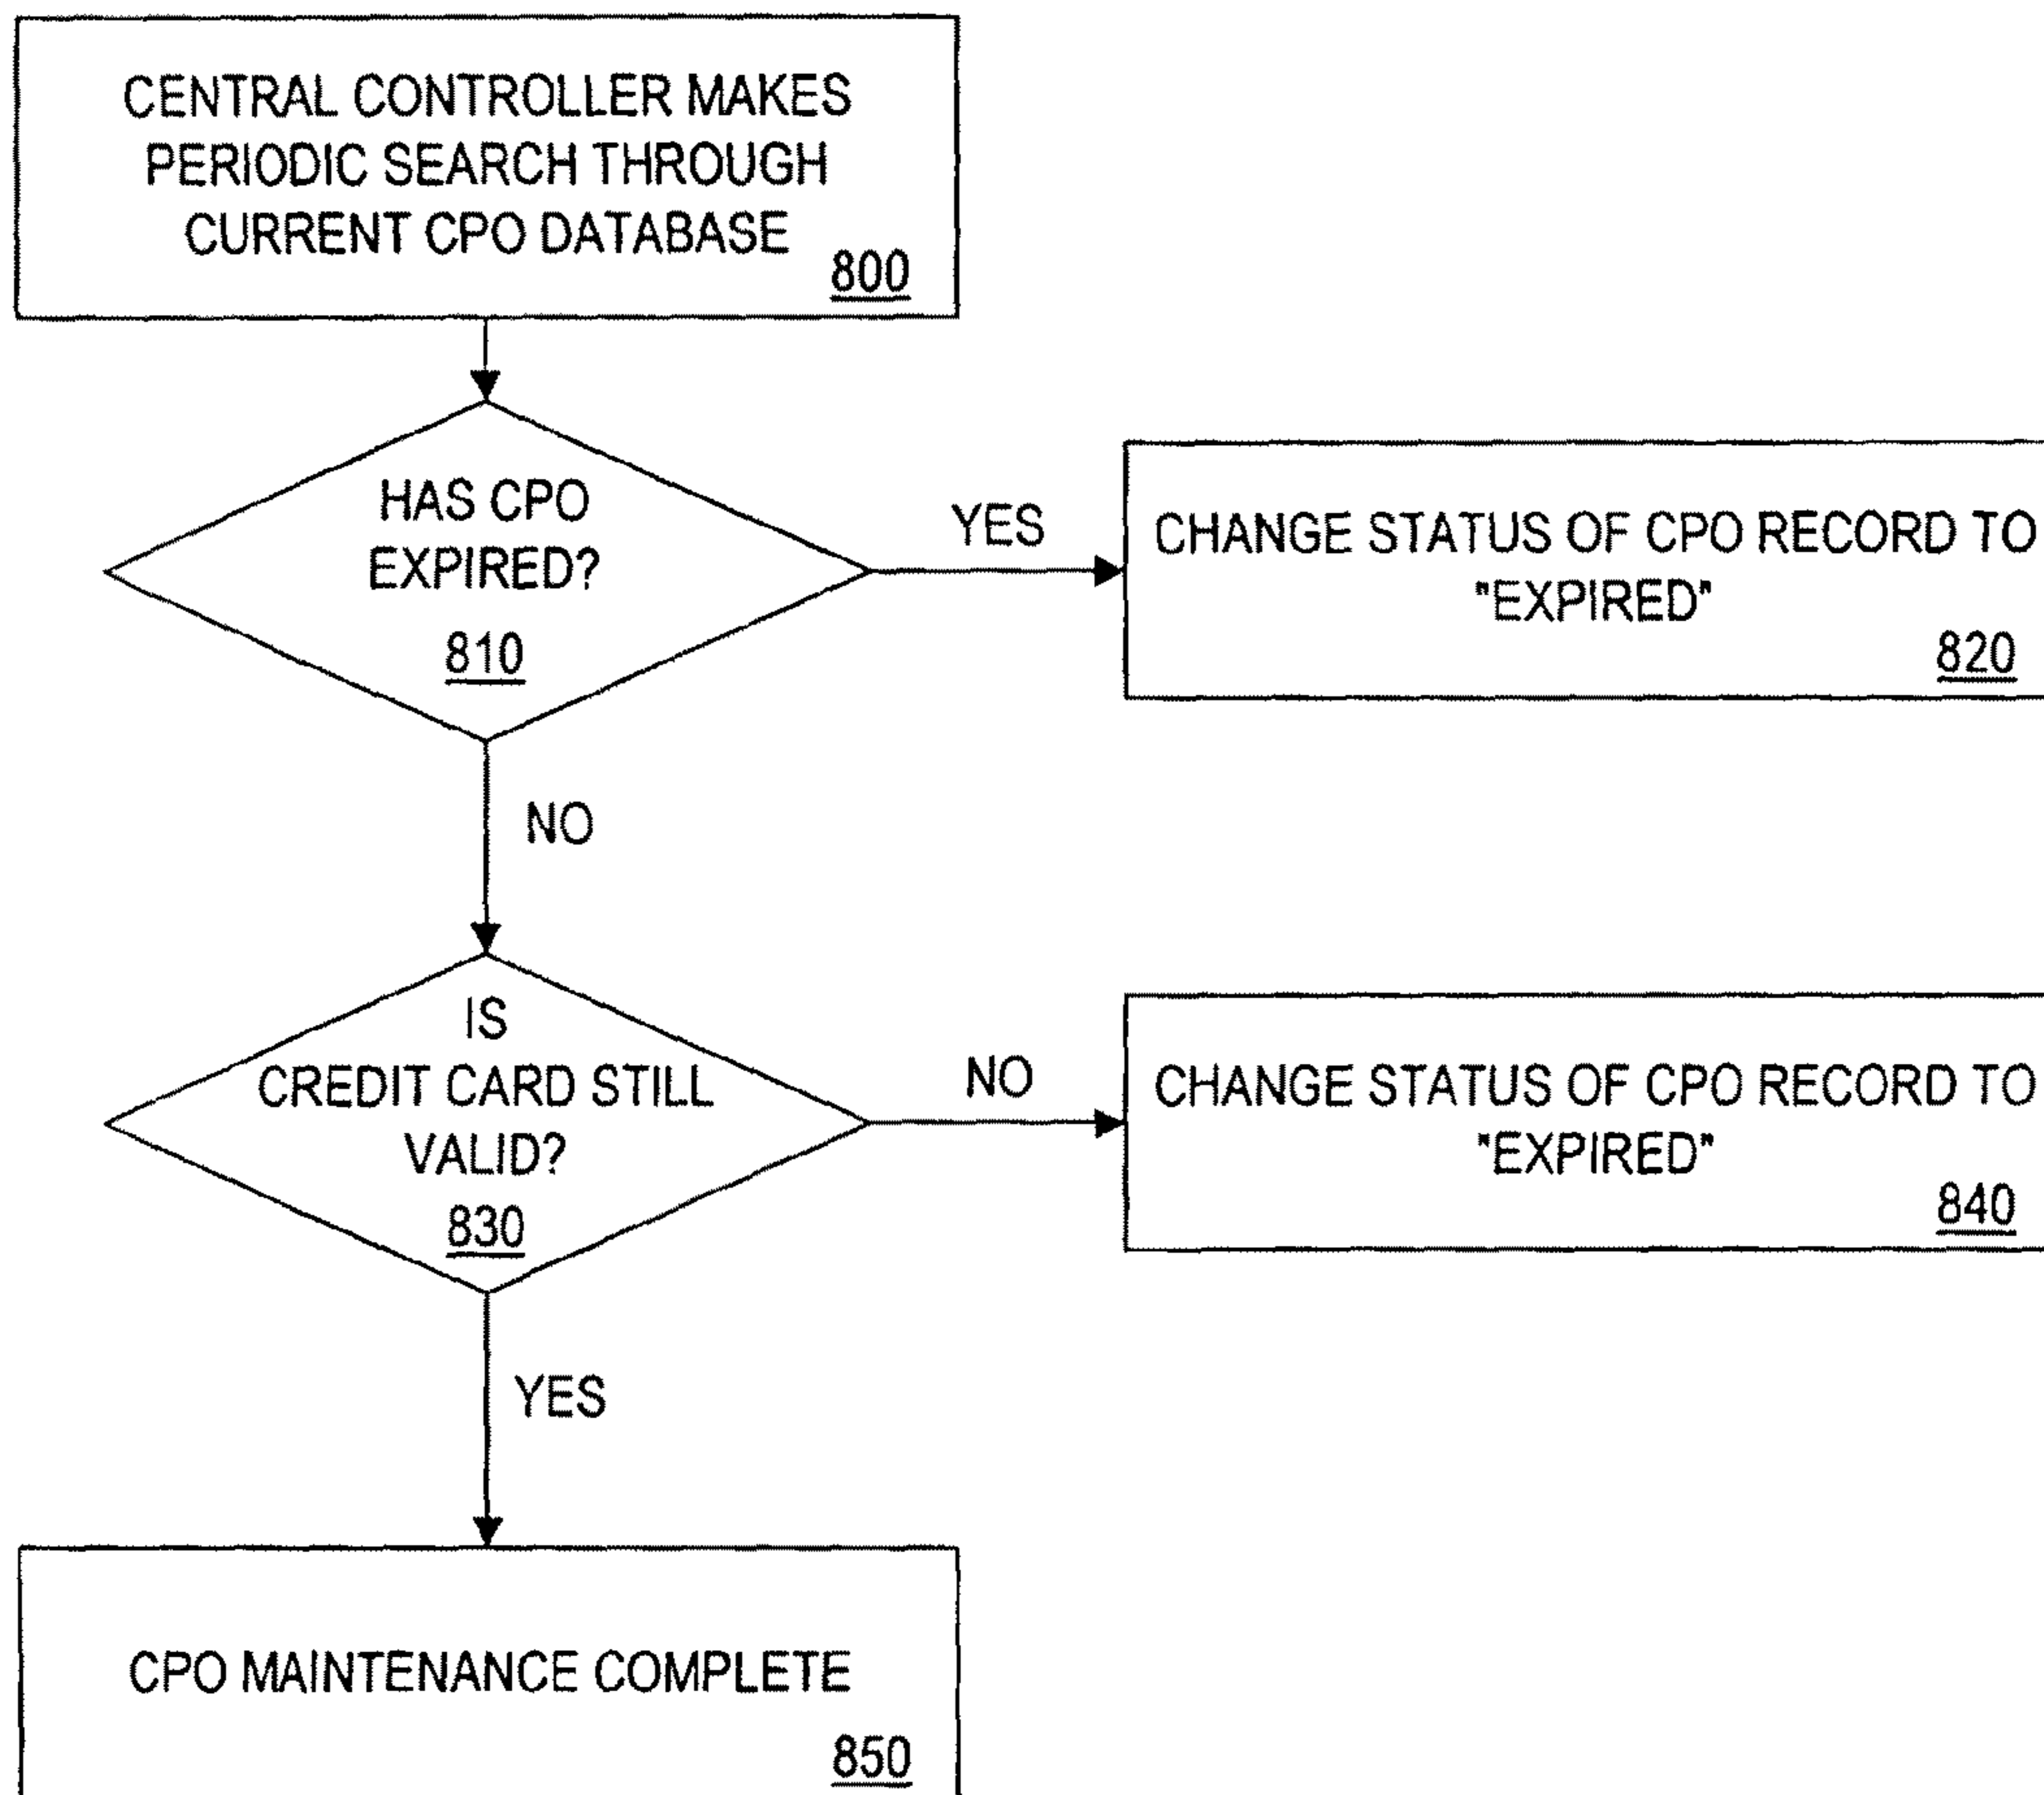 CENTRAL CONTROLLER MAKES
PERIODIC SEARCH THROUGH
CURRENT CPO DATABASE
800
HAS CPO
EXPIRED?
810
YES
CHANGE STATUS OF CPO RECORD TO
"EXPIRED"
820
NO
IS
CREDIT CARD STILL
VALID?
830
NO
CHANGE STATUS OF CPO RECORD TO
"EXPIRED"
840
YES
CPO MAINTENANCE COMPLETE
850